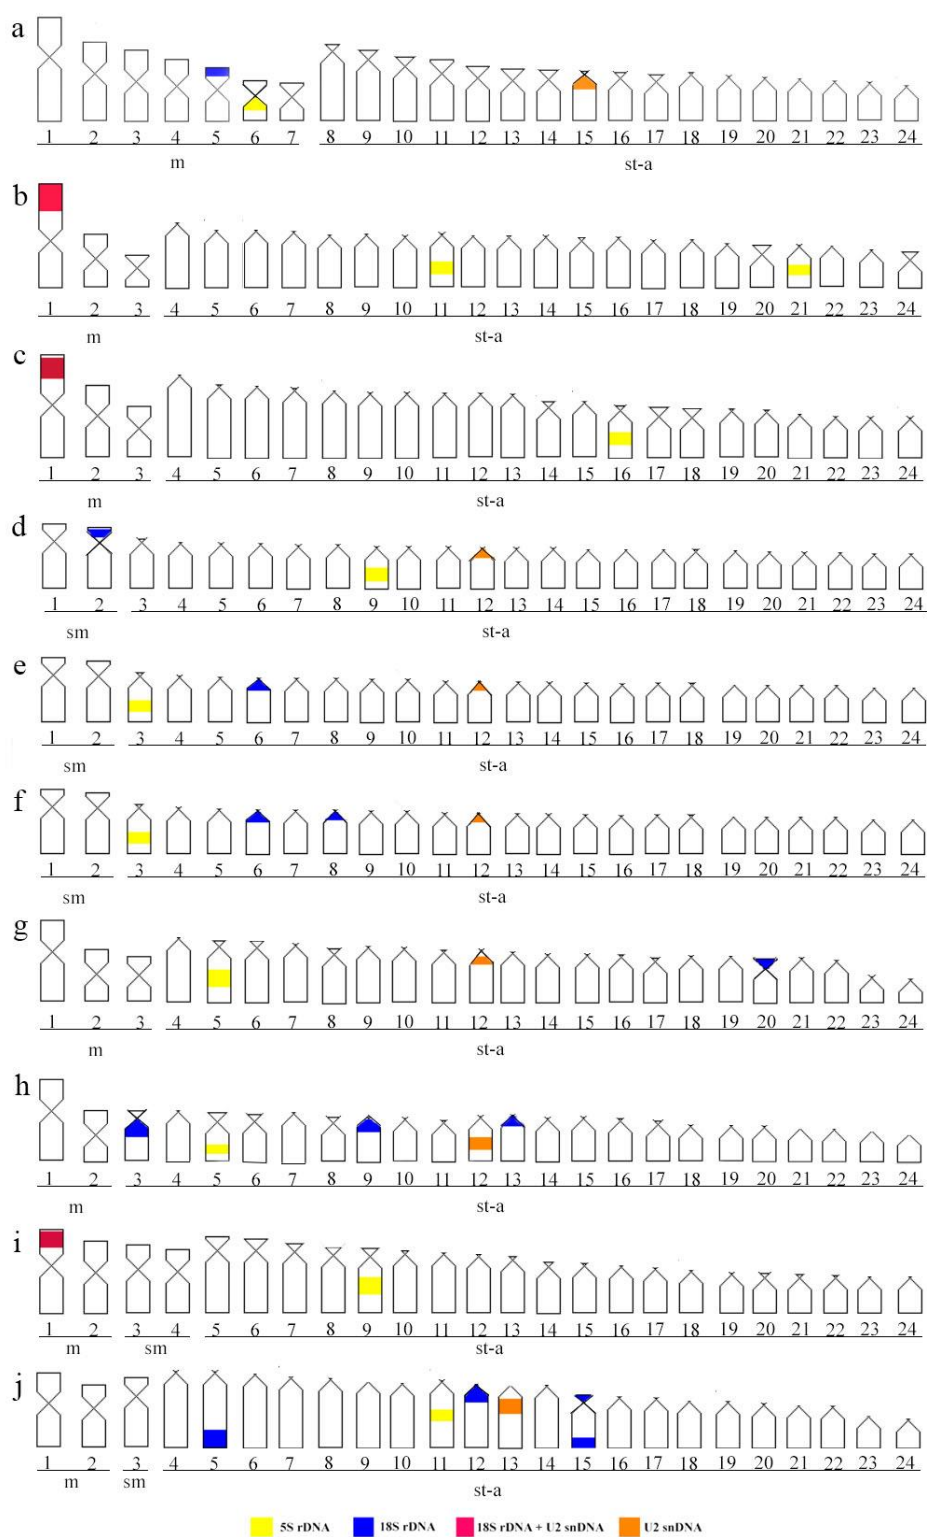 a
1 2 3 4 5 6 7 8 9 10 11 12 13 14 15 16 17 18 19 20 21 22 23 24
m st-a
b
1 2 3 4 5 6 7 8 9 10 11 12 13 14 15 16 17 18 19 20 21 22 23 24
m st-a
c
1 2 3 4 5 6 7 8 9 10 11 12 13 14 15 16 17 18 19 20 21 22 23 24
m st-a
d
1 2 3 4 5 6 7 8 9 10 11 12 13 14 15 16 17 18 19 20 21 22 23 24
sm st-a
e
1 2 3 4 5 6 7 8 9 10 11 12 13 14 15 16 17 18 19 20 21 22 23 24
sm st-a
f
1 2 3 4 5 6 7 8 9 10 11 12 13 14 15 16 17 18 19 20 21 22 23 24
sm st-a
g
1 2 3 4 5 6 7 8 9 10 11 12 13 14 15 16 17 18 19 20 21 22 23 24
m st-a
h
1 2 3 4 5 6 7 8 9 10 11 12 13 14 15 16 17 18 19 20 21 22 23 24
m st-a
i
1 2 3 4 5 6 7 8 9 10 11 12 13 14 15 16 17 18 19 20 21 22 23 24
m sm st-a
j
1 2 3 4 5 6 7 8 9 10 11 12 13 14 15 16 17 18 19 20 21 22 23 24
m sm st-a
5S rDNA 18S rDNA 18S rDNA + U2 snDNA U2 snDNA